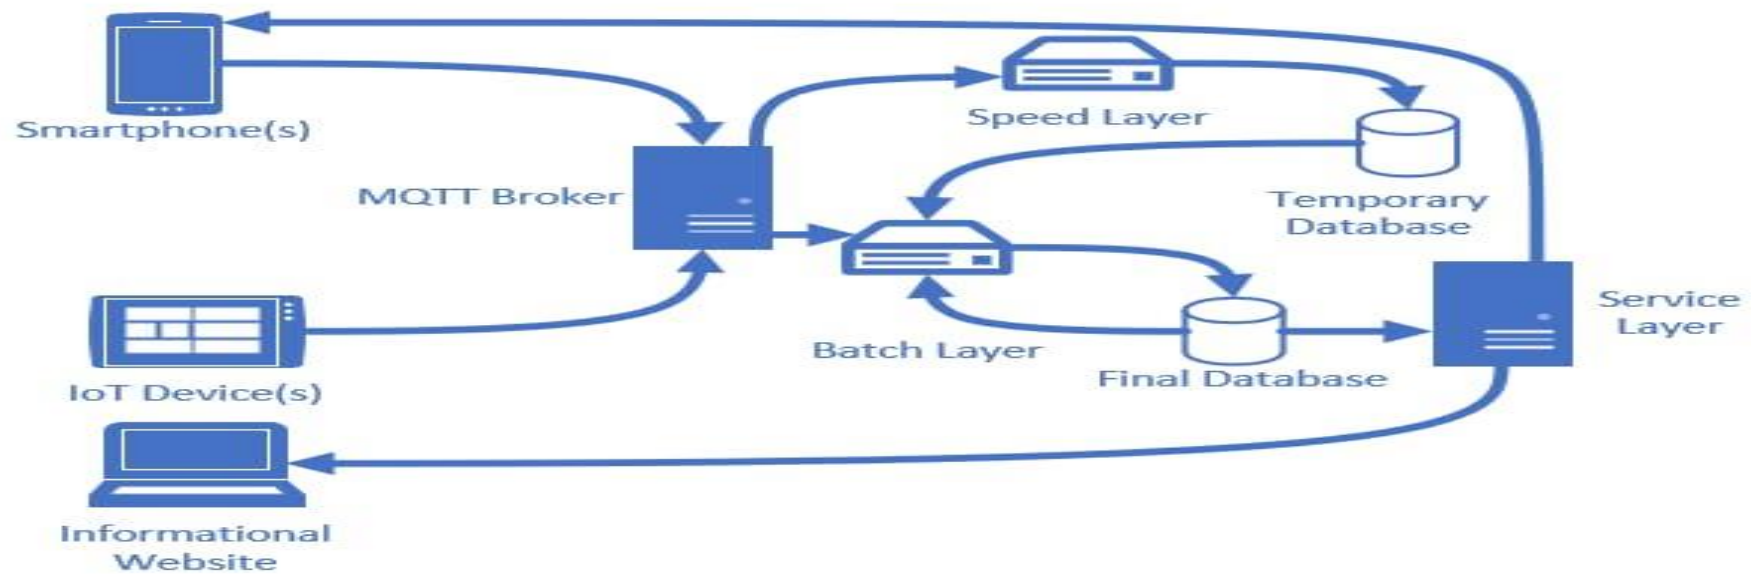 Smartphone(s)
Speed Layer
MQTT Broker
Temporary
Database
Service
Layer
Batch Layer
Final Database
IoT Device(s)
Informational
Website